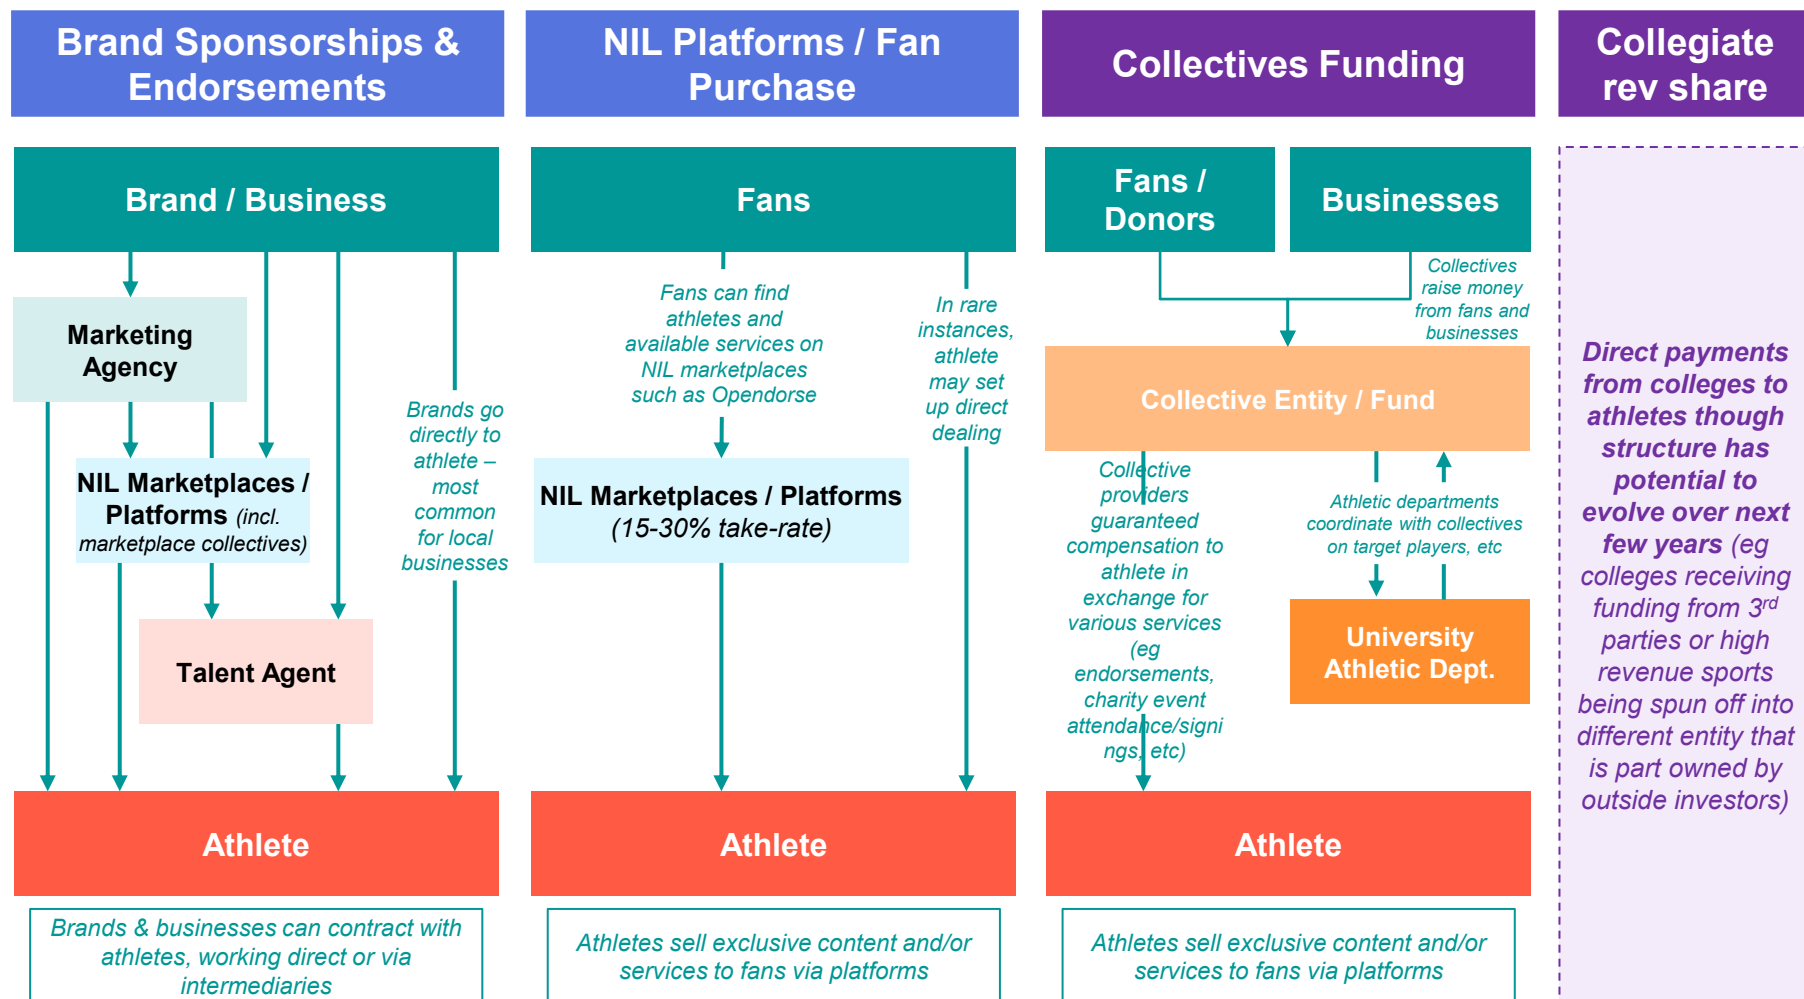 Brand Sponsorships &
Endorsements
NIL Platforms / Fan
Purchase
Collectives Funding
Collegiate
rev share
Brand / Business
Marketing
Agency
NIL Marketplaces /
Platforms (incl.
marketplace collectives)
Talent Agent
Brands go
directly to
athlete –
most
common
for local
businesses
Athlete
Brands & businesses can contract with
athletes, working direct or via
intermediaries
Fans
Fans can find
athletes and
available services on
NIL marketplaces
such as Opendorse
In rare
instances,
athlete
may set
up direct
dealing
NIL Marketplaces / Platforms
(15-30% take-rate)
Athlete
Athletes sell exclusive content and/or
services to fans via platforms
Fans /
Donors
Businesses
Collectives
raise money
from fans and
businesses
Collective Entity / Fund
Collective
providers
guaranteed
compensation to
athlete in
exchange for
various services
(eg
endorsements,
charity event
attendance/signi
ngs, etc)
Athletic departments
coordinate with collectives
on target players, etc
University
Athletic Dept.
Athlete
Athletes sell exclusive content and/or
services to fans via platforms
Direct payments
from colleges to
athletes though
structure has
potential to
evolve over next
few years (eg
colleges receiving
funding from 3rd
parties or high
revenue sports
being spun off into
different entity that
is part owned by
outside investors)